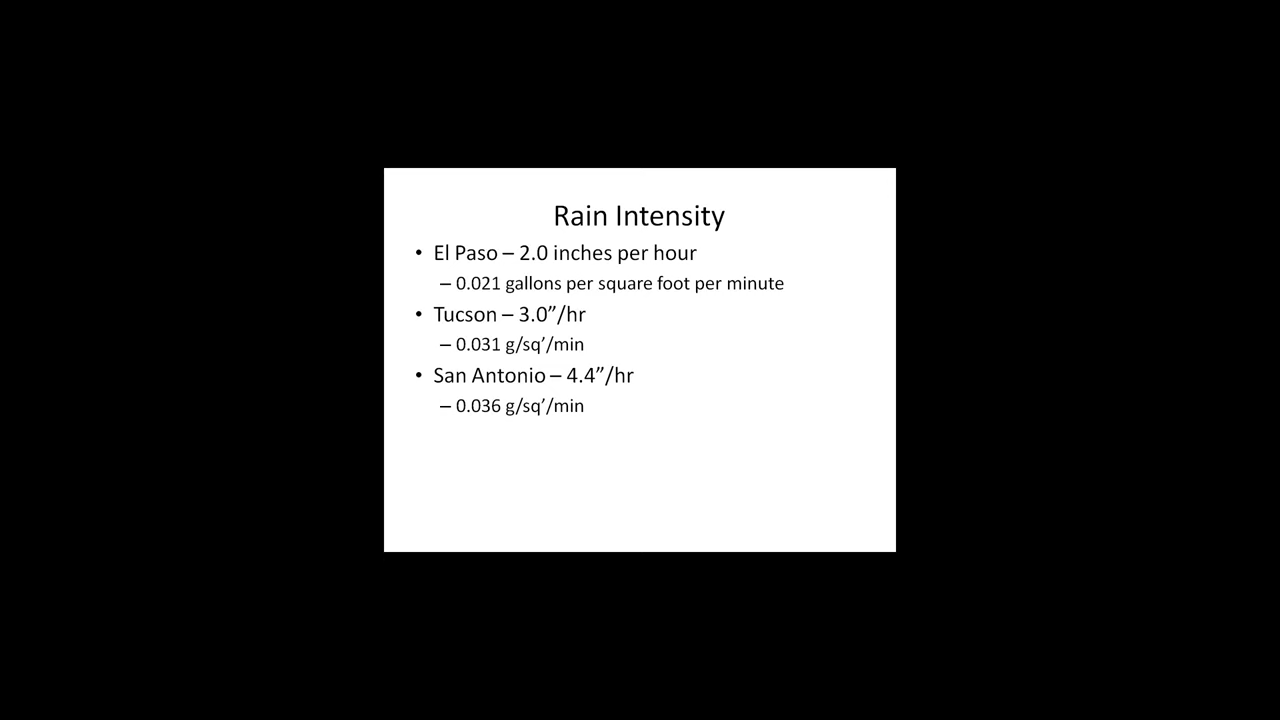 Rain Intensity
• El Paso – 2.0 inches per hour
– 0.021 gallons per square foot per minute
• Tucson – 3.0”/hr
– 0.031 g/sq’/min
• San Antonio – 4.4”/hr
– 0.036 g/sq’/min